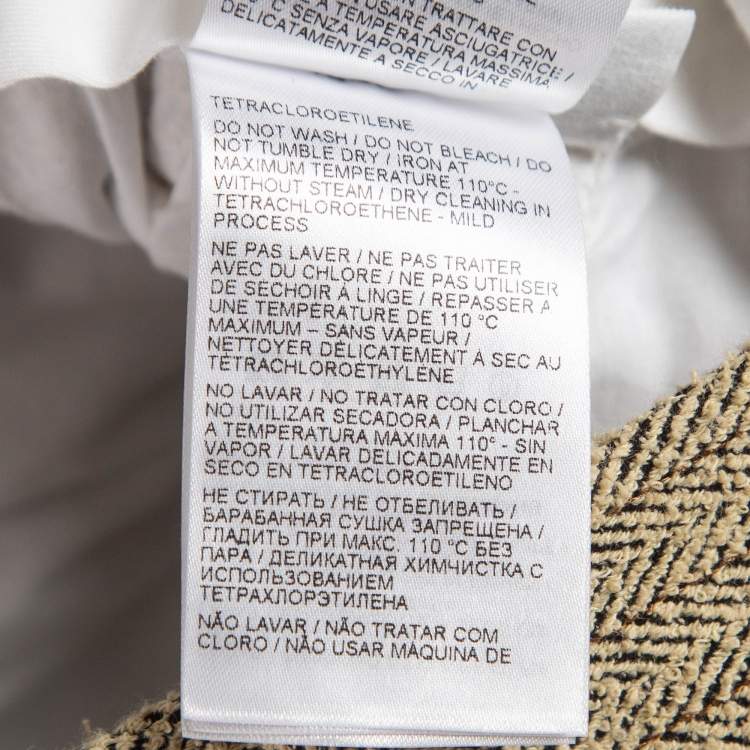 N TRATTARE CON
N USARE ASCIUGATRICE /
A TEMPERATURA MASSIMA
° C SENZA VAPORE / LAVARE
DELICATAMENTE A SECCO IN
TETRACLOROETILENE
DO NOT WASH / DO NOT BLEACH / DO
NOT TUMBLE DRY / IRON AT
MAXIMUM TEMPERATURE 110°C -
WITHOUT STEAM / DRY CLEANING IN
TETRACHLOROETHENE - MILD
PROCESS
NE PAS LAVER / NE PAS TRAITER
AVEC DU CHLORE / NE PAS UTILISER
DE SÉCHOIR À LINGE / REPASSER A
UNE TEMPÉRATURE DE 110 °C
MAXIMUM – SANS VAPEUR /
NETTOYER DÉLICATEMENT À SEC AU
TÉTRACHLOROÉTHYLÈNE
NO LAVAR / NO TRATAR CON CLORO /
NO UTILIZAR SECADORA / PLANCHAR
A TEMPERATURA MÁXIMA 110° - SIN
VAPOR / LAVAR DELICADAMENTE EN
SECO EN TETRACLOROETILENO
НЕ СТИРАТЬ / НЕ ОТБЕЛИВАТЬ /
БАРАБАННАЯ СУШКА ЗАПРЕЩЕНА /
ГЛАДИТЬ ПРИ МАКС. 110 °C БЕЗ
ПАРА / ДЕЛИКАТНАЯ ХИМЧИСТКА С
ИСПОЛЬЗОВАНИЕМ
ТЕТРАХЛОРЭТИЛЕНА
NÃO LAVAR / NÃO TRATAR COM
CLORO / NÃO USAR MÁQUINA DE